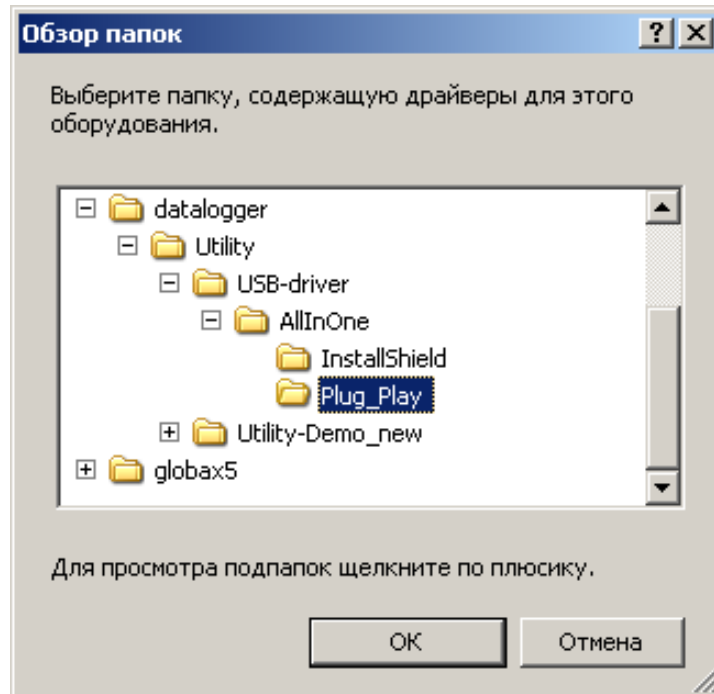 Обзор папок
Выберите папку, содержащую драйверы для этого
оборудования.
datalogger
Utility
USB-driver
AllInOne
InstallShield
Plug_Play
Utility-Demo_new
globax5
Для просмотра подпапок щелкните по плюсику.
ОК
Отмена